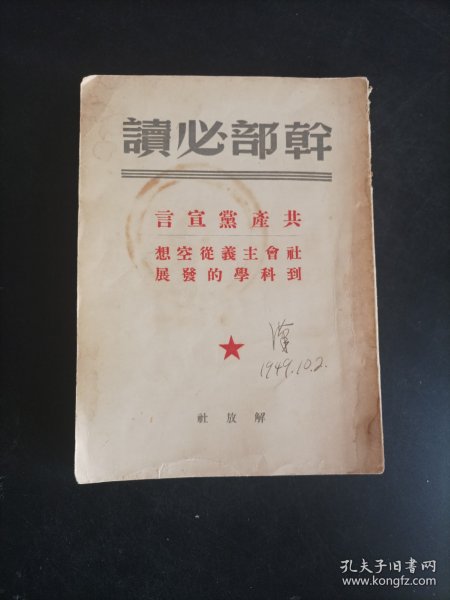 幹部必讀
共產黨宣言
社會主義從空想
到科學的發展
1949.10.2.
解放社
孔夫子旧书网
www.kongfz.com